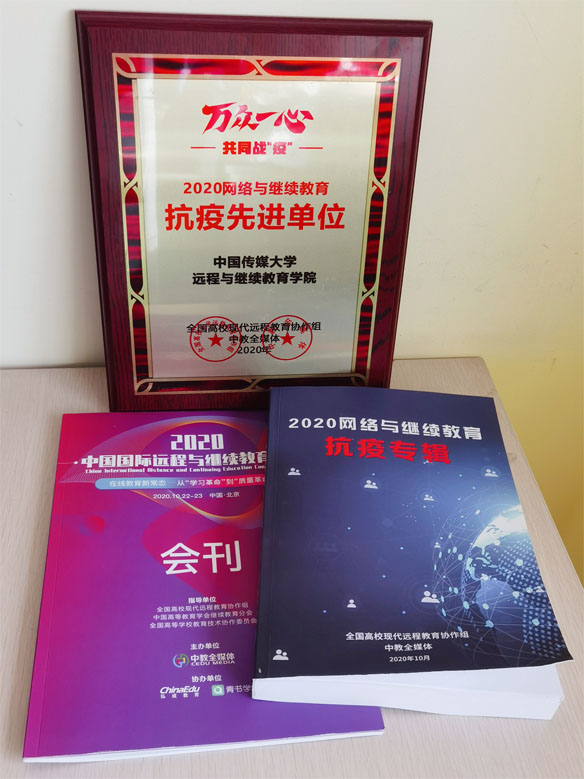 万众一心
共同战“疫”
2020网络与继续教育
抗疫先进单位
中国传媒大学
远程与继续教育学院
全国高校现代远程教育协作组
中教全媒体
2020年
2020
中国国际远程与继续教育
China International Distance and Continuing Education
在线教育新常态 从“学习革命”到“质量革
2020.10.22-23 中国·北京
会刊
指导单位
全国高校现代远程教育协作组
中国高等教育学会继续教育分会
全国高等学校教育技术协作委员会
主办单位
中教全媒体
CEDU MEDIA
协办单位
ChinaEdu
弘成教育
青书学
2020网络与继续教育
抗疫专辑
全国高校现代远程教育协作组
中教全媒体
2020年10月